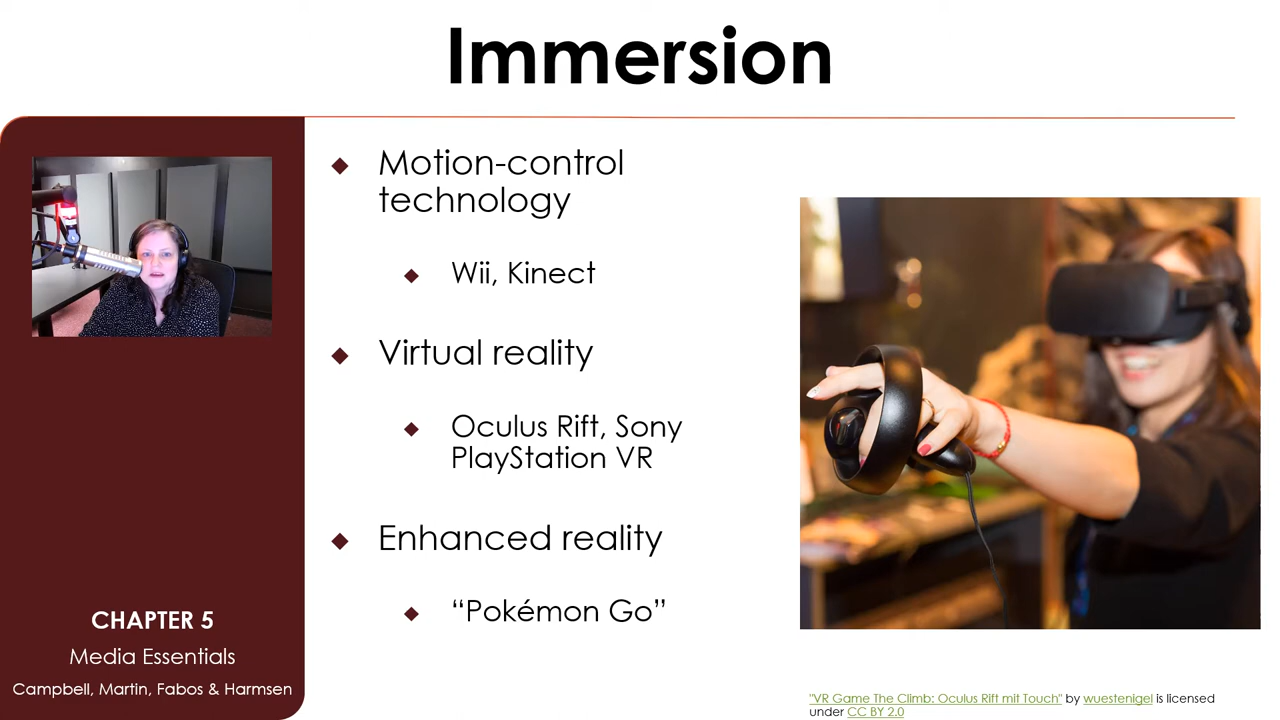 Immersion
Motion-control
technology
Wii, Kinect
Virtual reality
Oculus Rift, Sony
PlayStation VR
Enhanced reality
“Pokémon Go”
CHAPTER 5
Media Essentials
Campbell, Martin, Fabos & Harmsen
"VR Game The Climb: Oculus Rift mit Touch" by wuestenigel is licensed
under CC BY 2.0